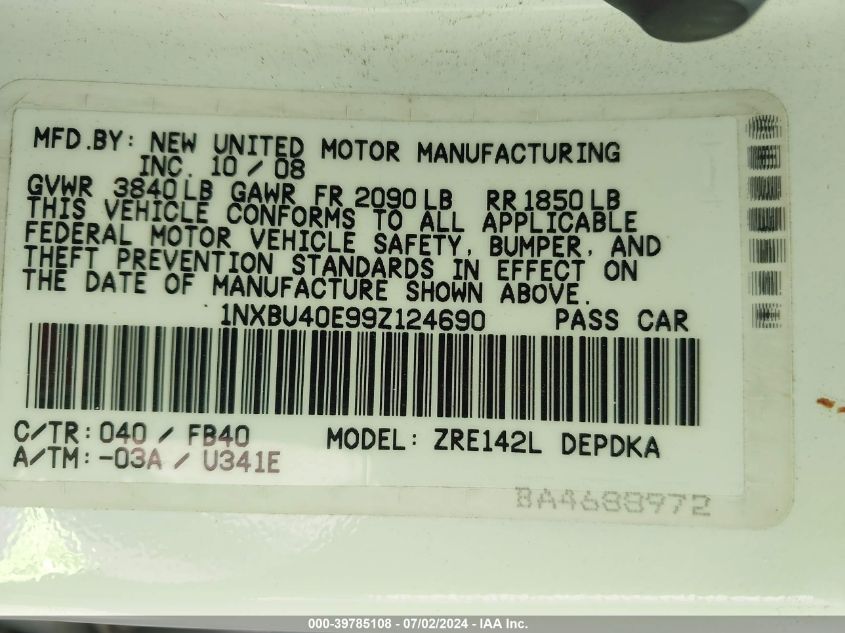 MFD.BY: NEW UNITED MOTOR MANUFACTURING
INC. 10 / 08
GVWR 3840 LB GAWR FR 2090 LB RR 1850 LB
THIS VEHICLE CONFORMS TO ALL APPLICABLE
FEDERAL MOTOR VEHICLE SAFETY, BUMPER, AND
THEFT PREVENTION STANDARDS IN EFFECT ON
THE DATE OF MANUFACTURE SHOWN ABOVE.
1NXBU40E99Z124690 PASS CAR
C/TR: 040 / FB40 MODEL: ZRE142L DEPDKA
A/TM: -03A / U341E
BA4688972
000-39785108 - 07/02/2024 - IAA Inc.